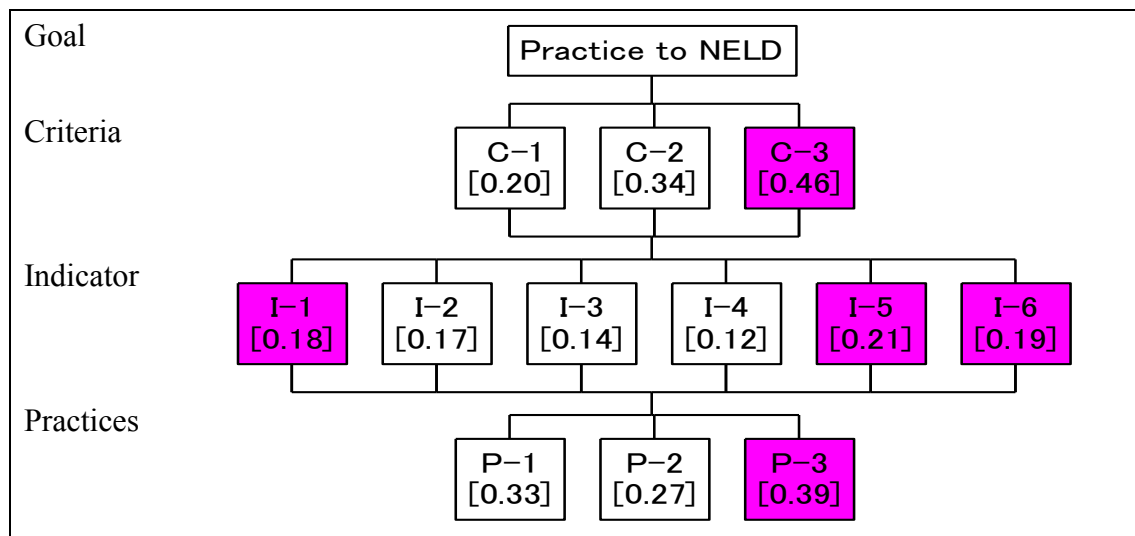 Goal
Practice to NELD
Criteria
C-1
[0.20]
C-2
[0.34]
C-3
[0.46]
Indicator
I-1
[0.18]
I-2
[0.17]
I-3
[0.14]
I-4
[0.12]
I-5
[0.21]
I-6
[0.19]
Practices
P-1
[0.33]
P-2
[0.27]
P-3
[0.39]